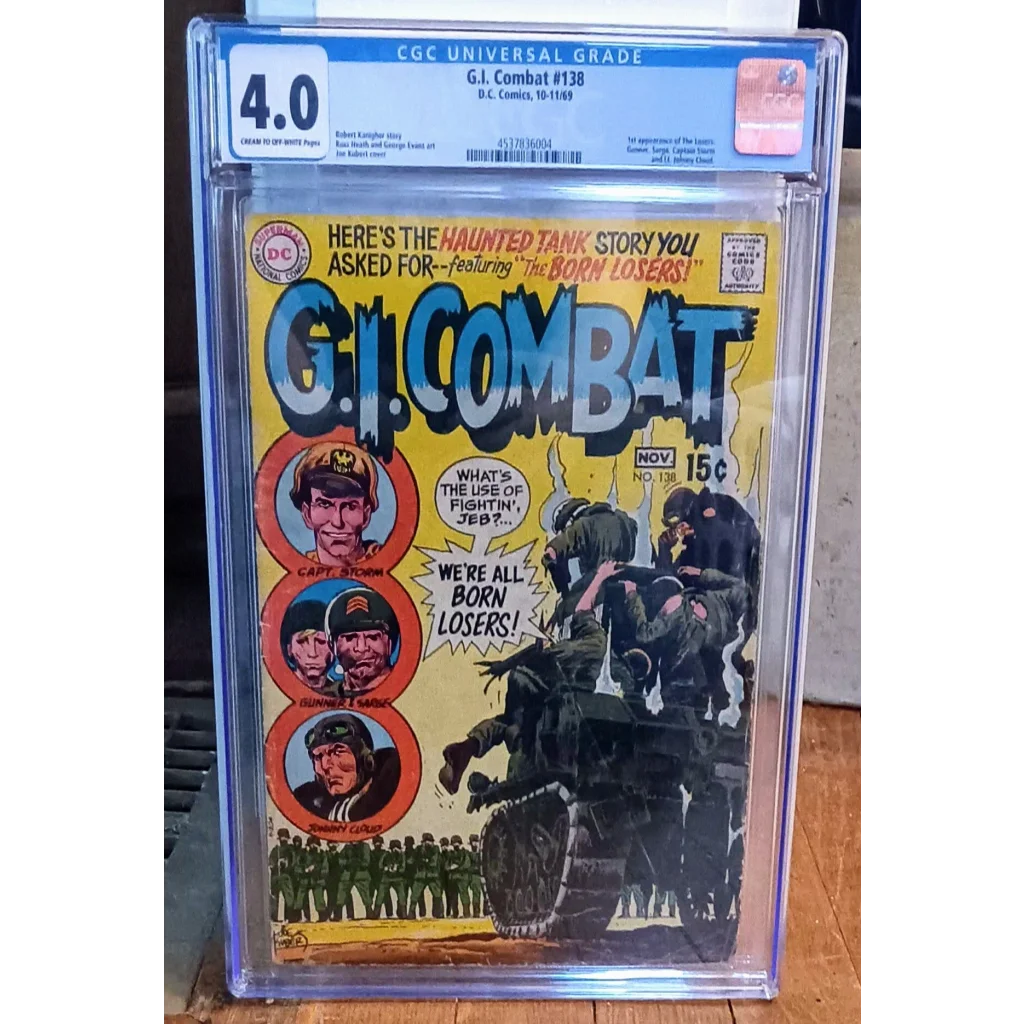 CGC UNIVERSAL GRADE
4.0
CREAM TO OFF-WHITE Pages
G.I. Combat #138
D.C. Comics, 10-11/69
Robert Kanigher story
Russ Heath and George Evans art
Joe Kubert cover
4537836004
1st appearance of The Losers:
Gunner, Sarge, Captain Storm
and Lt. Johnny Cloud.
SUPERMAN
DC
NATIONAL COMICS
HERE'S THE HAUNTED TANK STORY YOU
ASKED FOR--featuring "The BORN LOSERS!"
APPROVED
BY THE
COMICS
CODE
AUTHORITY
G.I. COMBAT
NOV.
NO. 138
15¢
WHAT'S
THE USE OF
FIGHTIN',
JEB?...
WE'RE ALL
BORN
LOSERS!
CAPT. STORM
GUNNER & SARGE
JOHNNY CLOUD
JOE
KUBERT